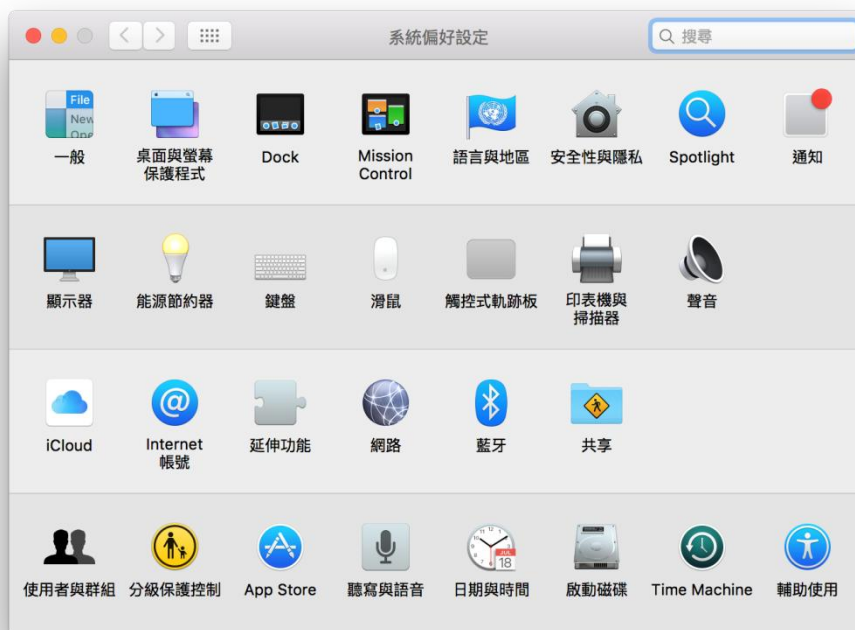 系統偏好設定
搜尋
File
New
Ope
一般
桌面與螢幕
保護程式
Dock
Mission
Control
語言與地區
安全性與隱私
Spotlight
通知
顯示器
能源節約器
鍵盤
滑鼠
觸控式軌跡板
印表機與
掃描器
聲音
iCloud
@
Internet
帳號
延伸功能
網路
藍牙
共享
使用者與群組
分級保護控制
App Store
聽寫與語音
JUL
18
日期與時間
啟動磁碟
Time Machine
輔助使用